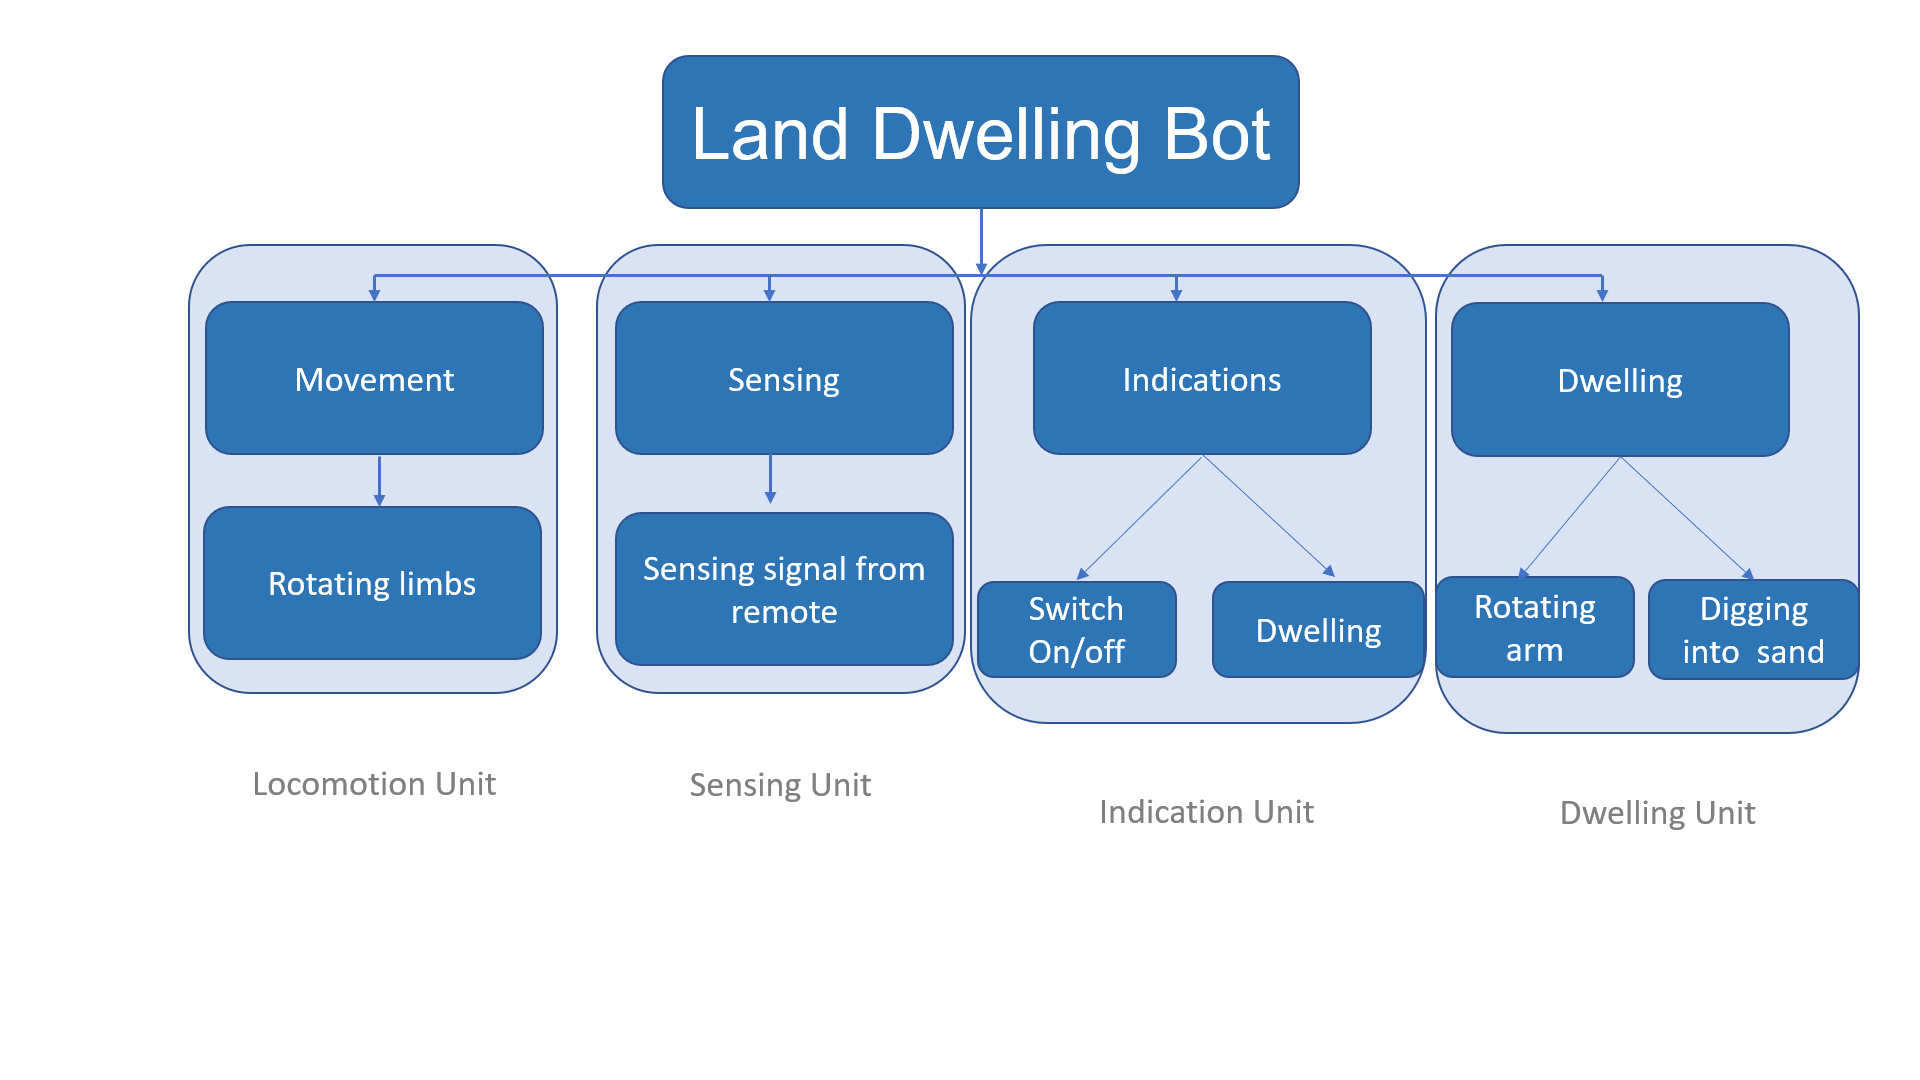 Land Dwelling Bot
Movement
Sensing
Indications
Dwelling
Rotating limbs
Sensing signal from
remote
Switch
On/off
Dwelling
Rotating
arm
Digging
into  sand
Locomotion Unit
Sensing Unit
Indication Unit
Dwelling Unit